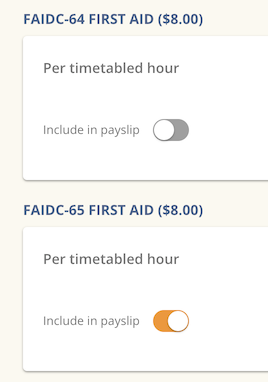 FAIDC-64 FIRST AID ($8.00)
Per timetabled hour
Include in payslip
FAIDC-65 FIRST AID ($8.00)
Per timetabled hour
Include in payslip